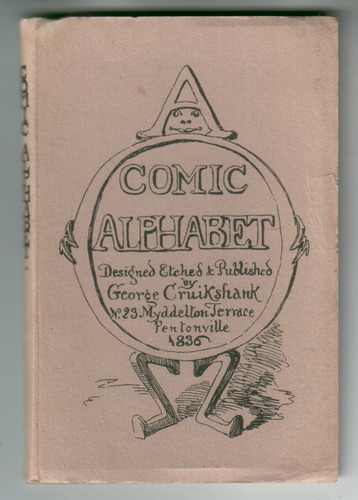 COMIC
ALPHABET
Designed Etched & Published
by
George Cruikshank
No. 23 Myddelton Terrace
Pentonville
1836